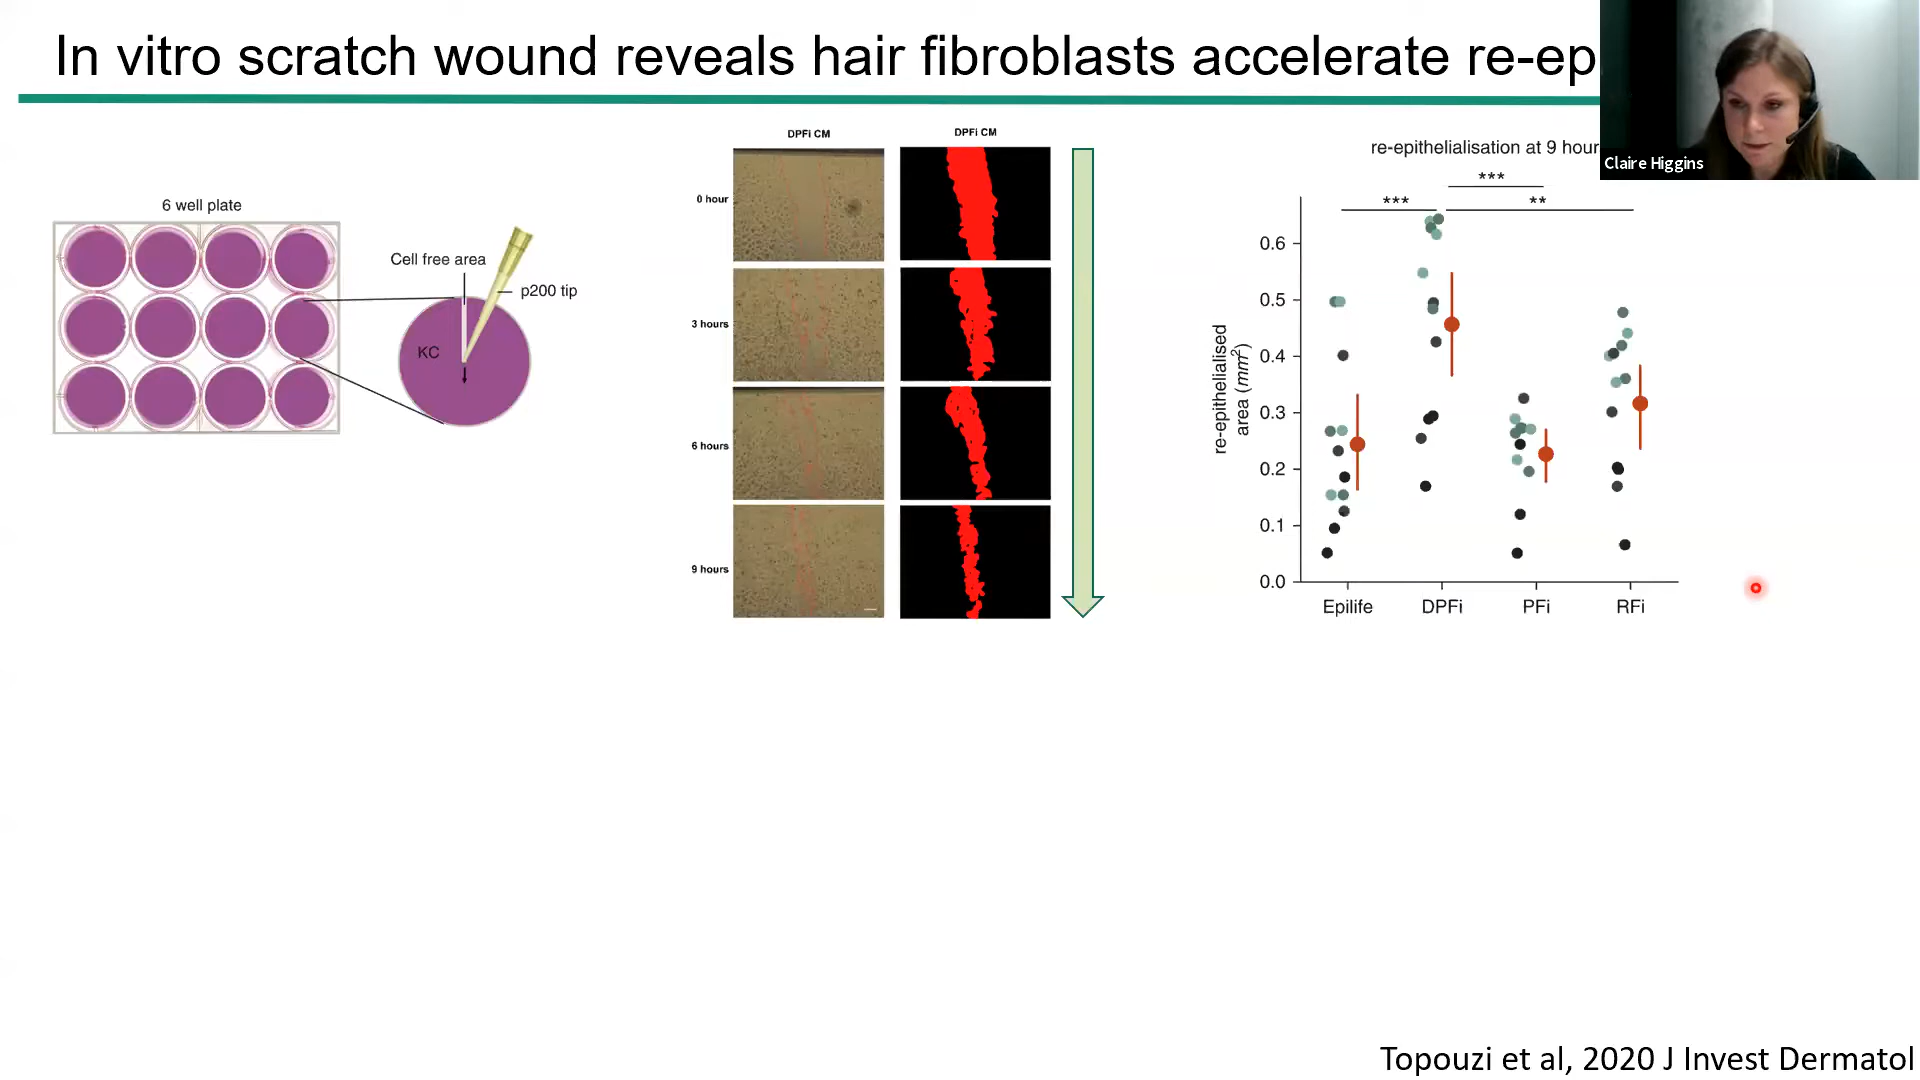 In vitro scratch wound reveals hair fibroblasts accelerate re-ep
Claire Higgins
6 well plate
Cell free area
p200 tip
KC
DPFi CM
DPFi CM
0 hour
3 hours
6 hours
9 hours
re-epithelialisation at 9 hour
***
***
**
re-epithelialised
area (mm²)
0.6
0.5
0.4
0.3
0.2
0.1
0.0
Epilife
DPFi
PFi
RFi
Topouzi et al, 2020 J Invest Dermatol